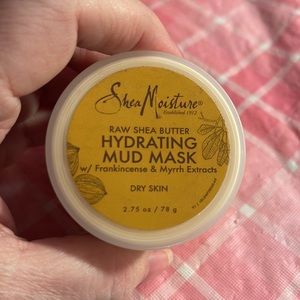 SheaMoisture®
Established 1912
RAW SHEA BUTTER
HYDRATING
MUD MASK
w/ Frankincense & Myrrh Extracts
DRY SKIN
2.75 oz / 78 g